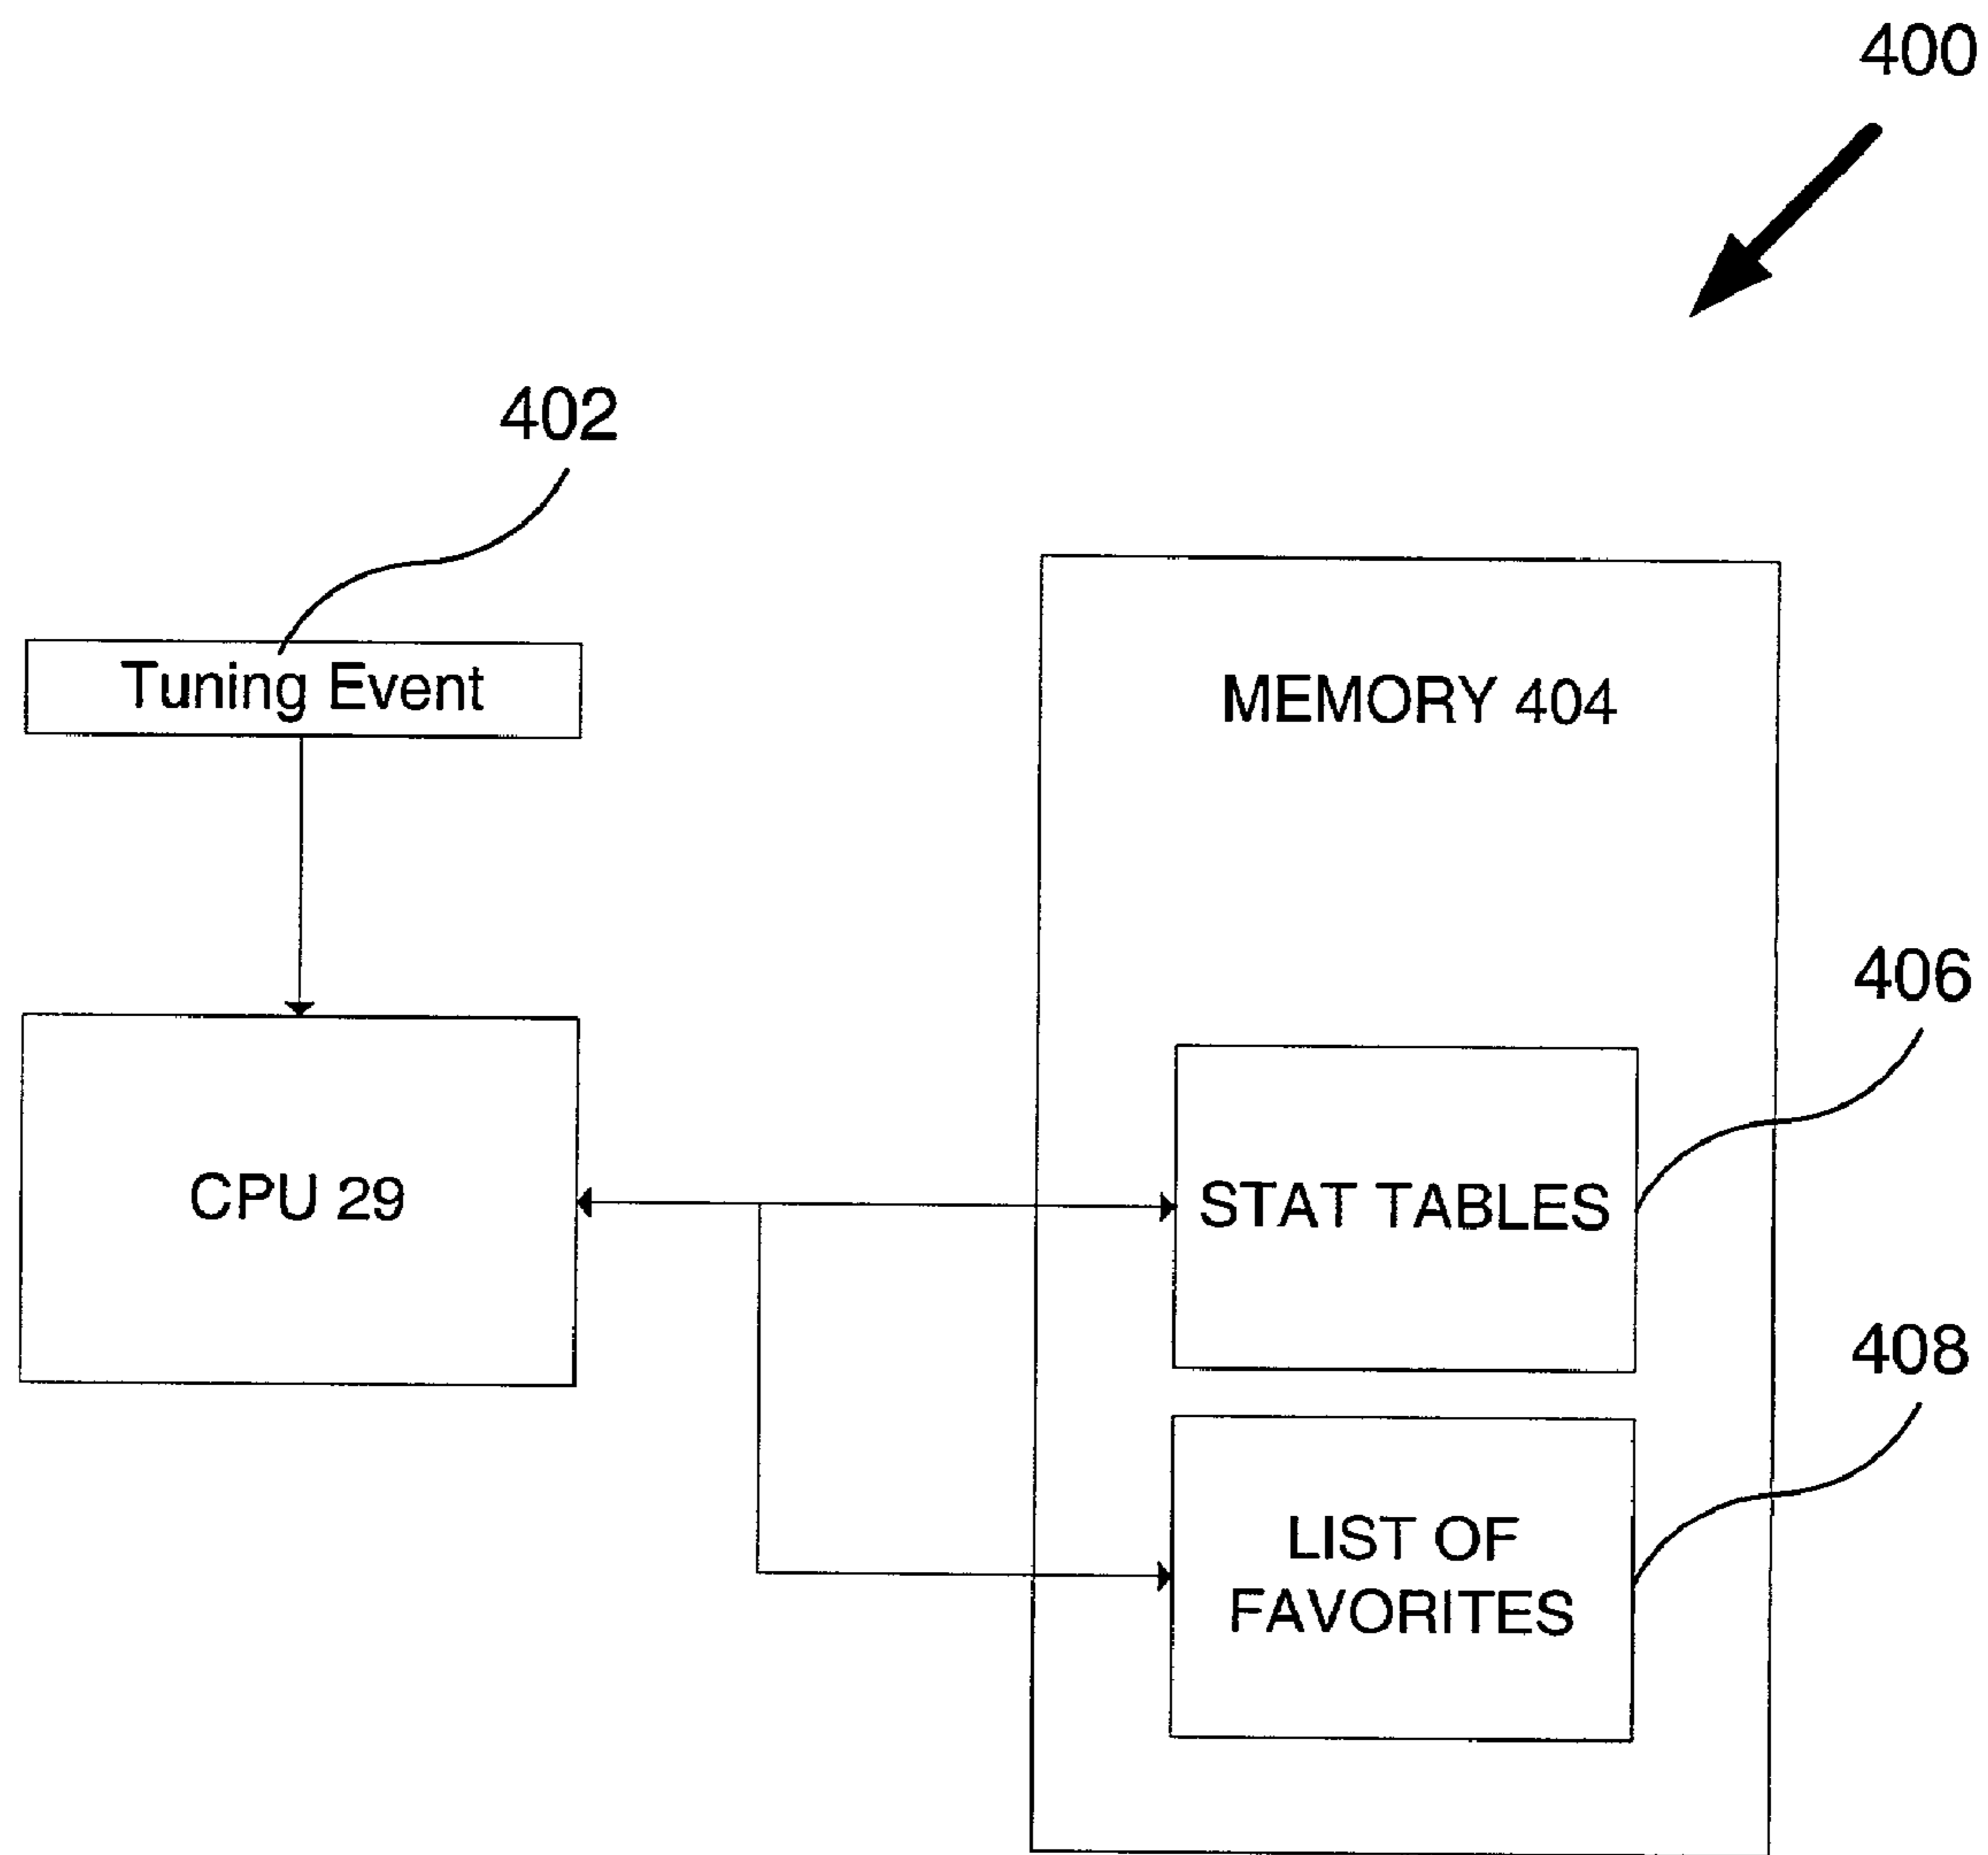 400
402
Tuning Event
MEMORY 404
406
CPU 29
STAT TABLES
408
LIST OF
FAVORITES